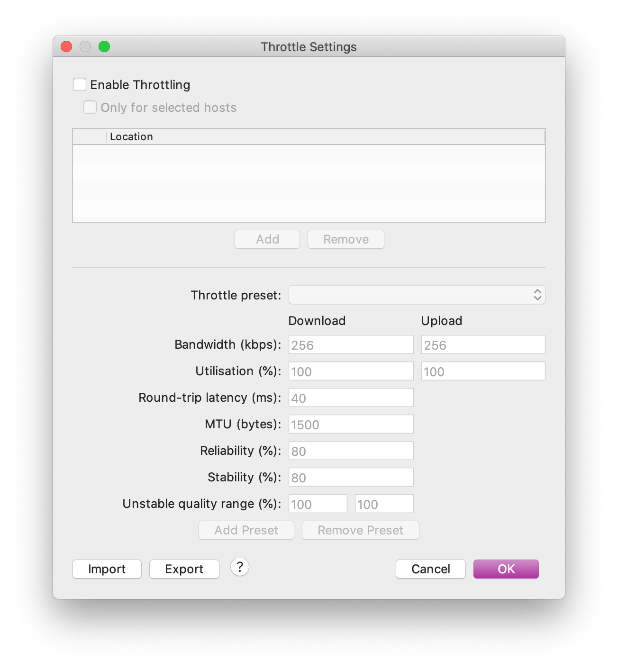 Throttle Settings
Enable Throttling
Only for selected hosts
Location
Add Remove
Throttle preset:
Download Upload
Bandwidth (kbps): 256 256
Utilisation (%): 100 100
Round-trip latency (ms): 40
MTU (bytes): 1500
Reliability (%): 80
Stability (%): 80
Unstable quality range (%): 100 100
Add Preset Remove Preset
Import Export ? Cancel OK